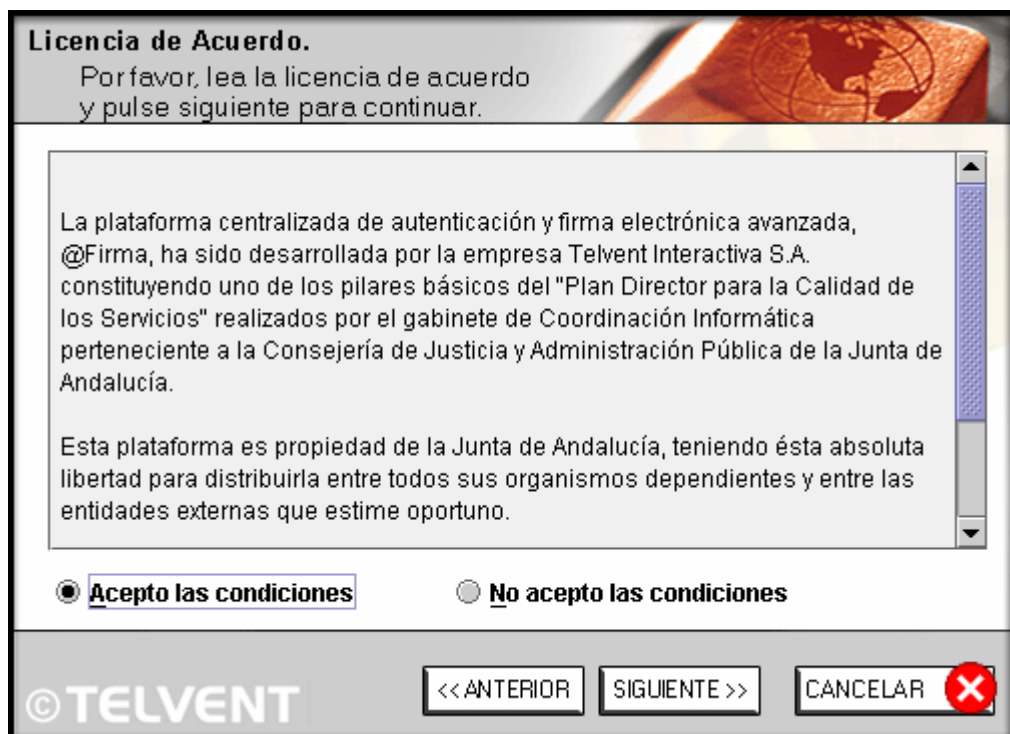 Licencia de Acuerdo.
Por favor, lea la licencia de acuerdo
y pulse siguiente para continuar.
La plataforma centralizada de autenticación y firma electrónica avanzada,
@Firma, ha sido desarrollada por la empresa Telvent Interactiva S.A.
constituyendo uno de los pilares básicos del "Plan Director para la Calidad de
los Servicios" realizados por el gabinete de Coordinación Informática
perteneciente a la Consejería de Justicia y Administración Pública de la Junta de
Andalucía.
Esta plataforma es propiedad de la Junta de Andalucía, teniendo ésta absoluta
libertad para distribuirla entre todos sus organismos dependientes y entre las
entidades externas que estime oportuno.
Acepto las condiciones
No acepto las condiciones
©TELVENT
<< ANTERIOR
SIGUIENTE >>
CANCELAR